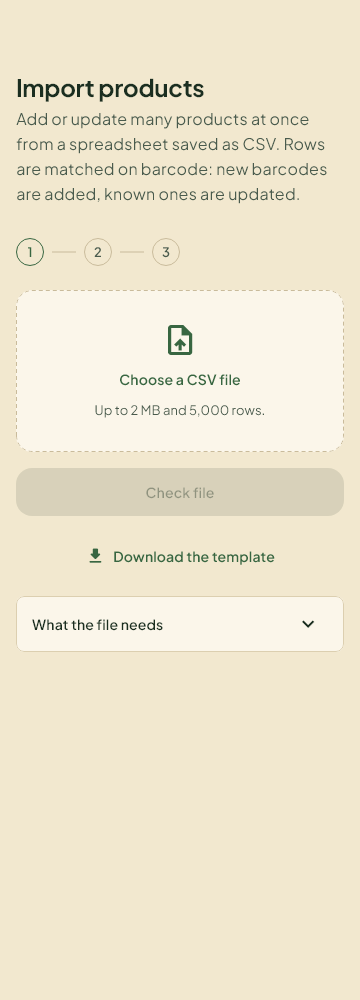 Import products
Add or update many products at once
from a spreadsheet saved as CSV. Rows
are matched on barcode: new barcodes
are added, known ones are updated.
1 2 3
Choose a CSV file
Up to 2 MB and 5,000 rows.
Check file
Download the template
What the file needs